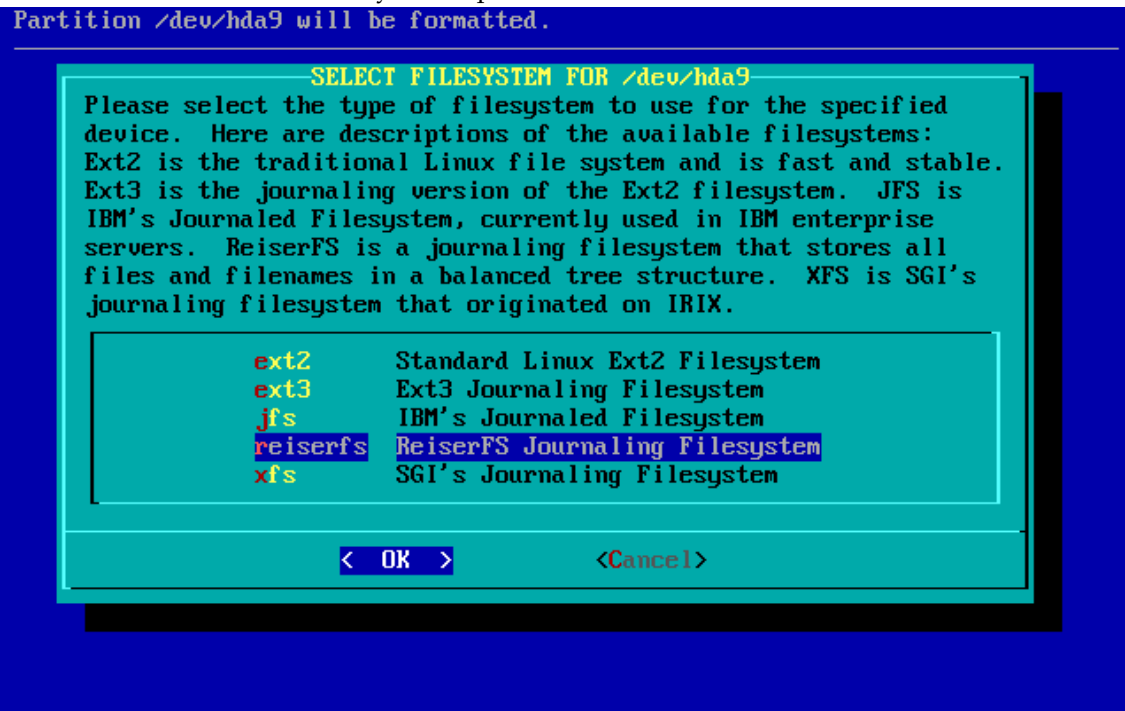 Partition /dev/hda9 will be formatted.
SELECT FILESYSTEM FOR /dev/hda9
Please select the type of filesystem to use for the specified
device.  Here are descriptions of the available filesystems:
Ext2 is the traditional Linux file system and is fast and stable.
Ext3 is the journaling version of the Ext2 filesystem.  JFS is
IBM's Journaled Filesystem, currently used in IBM enterprise
servers.  ReiserFS is a journaling filesystem that stores all
files and filenames in a balanced tree structure.  XFS is SGI's
journaling filesystem that originated on IRIX.
ext2 Standard Linux Ext2 Filesystem
ext3 Ext3 Journaling Filesystem
jfs IBM's Journaled Filesystem
reiserfs ReiserFS Journaling Filesystem
xfs SGI's Journaling Filesystem
<  OK  > <Cancel>